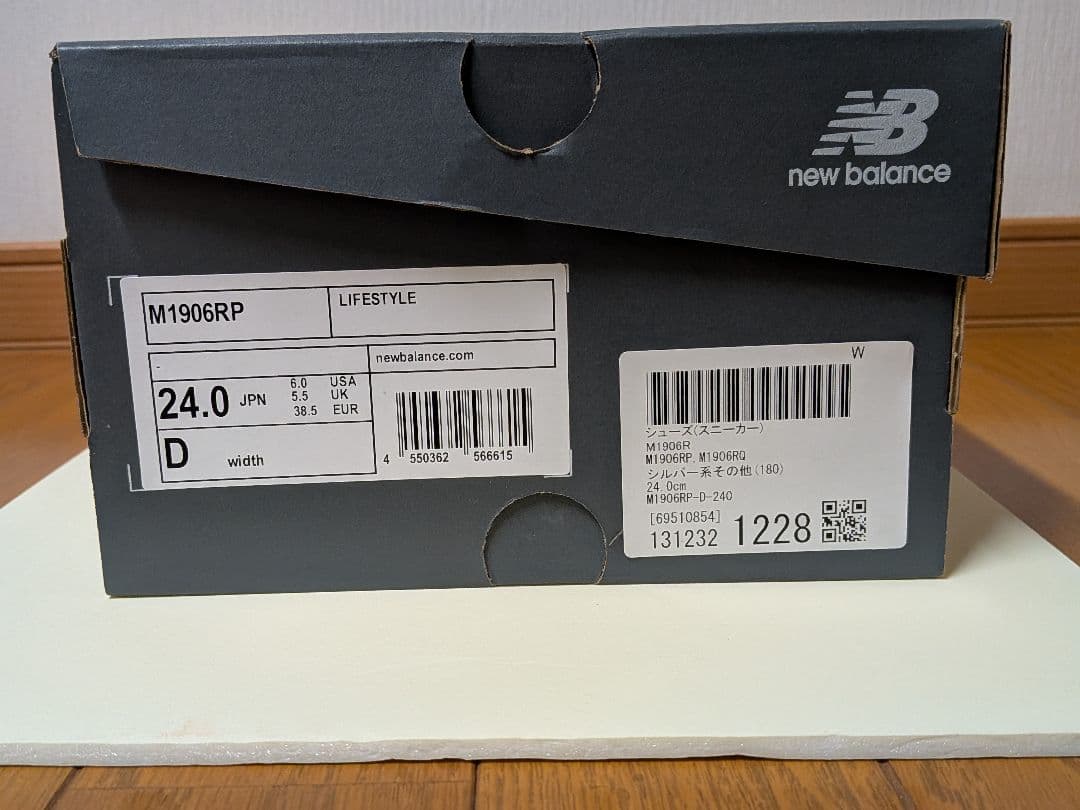 NB
new balance
M1906RP
LIFESTYLE
-
newbalance.com
24.0 JPN
6.0 USA
5.5 UK
38.5 EUR
D width
4 550362 566615
W
シューズ(スニーカー)
M1906R
M1906RP, M1906RQ
シルバー系その他(180)
24.0cm
M1906RP-D-240
[69510854]
131232 1228